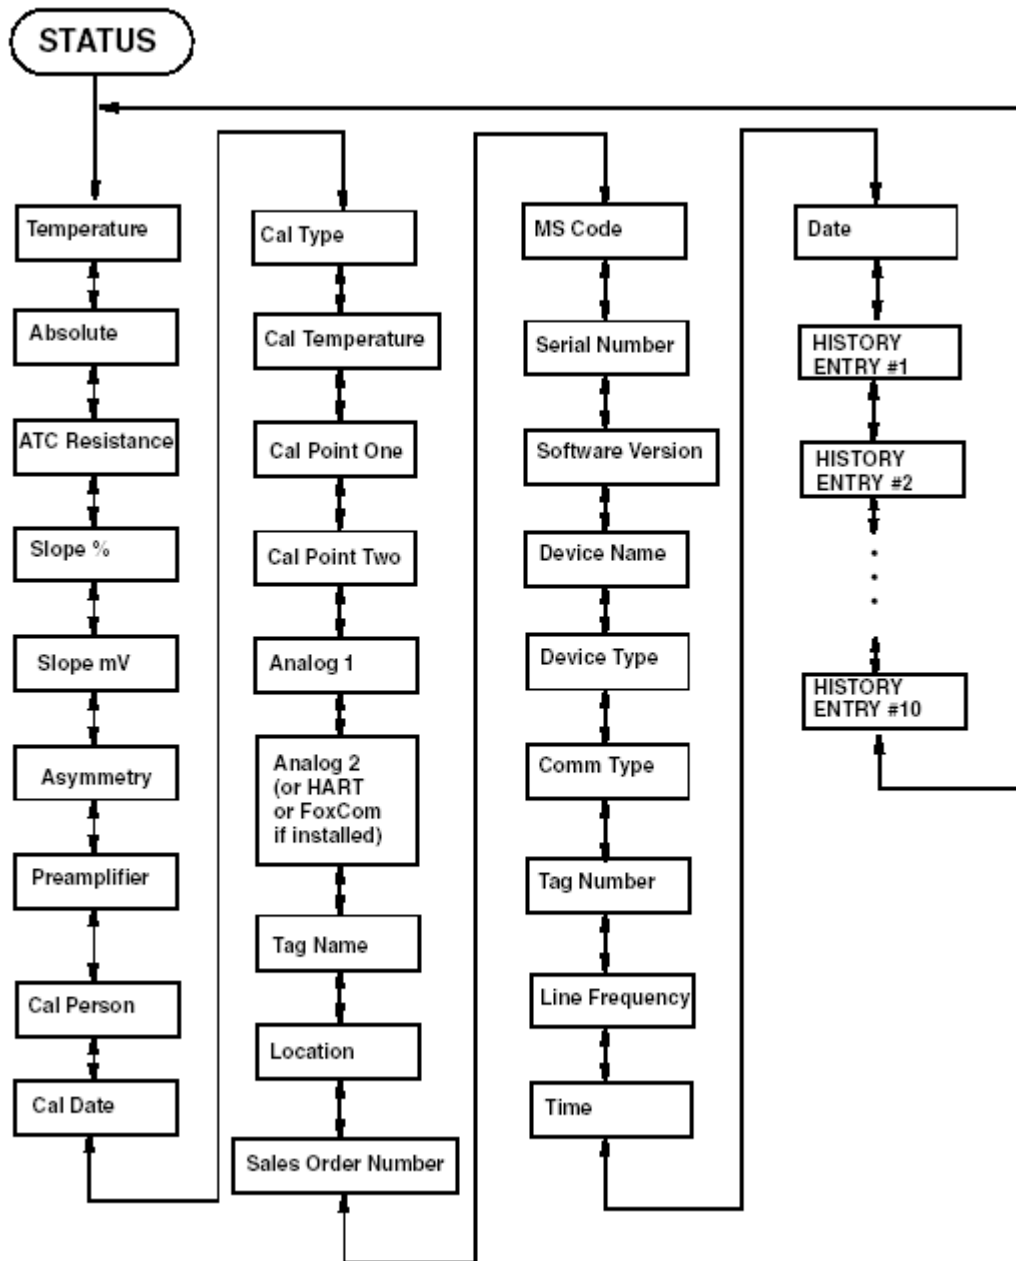 STATUS
Temperature
Absolute
ATC Resistance
Slope %
Slope mV
Asymmetry
Preamplifier
Cal Person
Cal Date
Cal Type
Cal Temperature
Cal Point One
Cal Point Two
Analog 1
Analog 2
(or HART
or FoxCom
if installed)
Tag Name
Location
Sales Order Number
MS Code
Serial Number
Software Version
Device Name
Device Type
Comm Type
Tag Number
Line Frequency
Time
Date
HISTORY
ENTRY #1
HISTORY
ENTRY #2
HISTORY
ENTRY #10